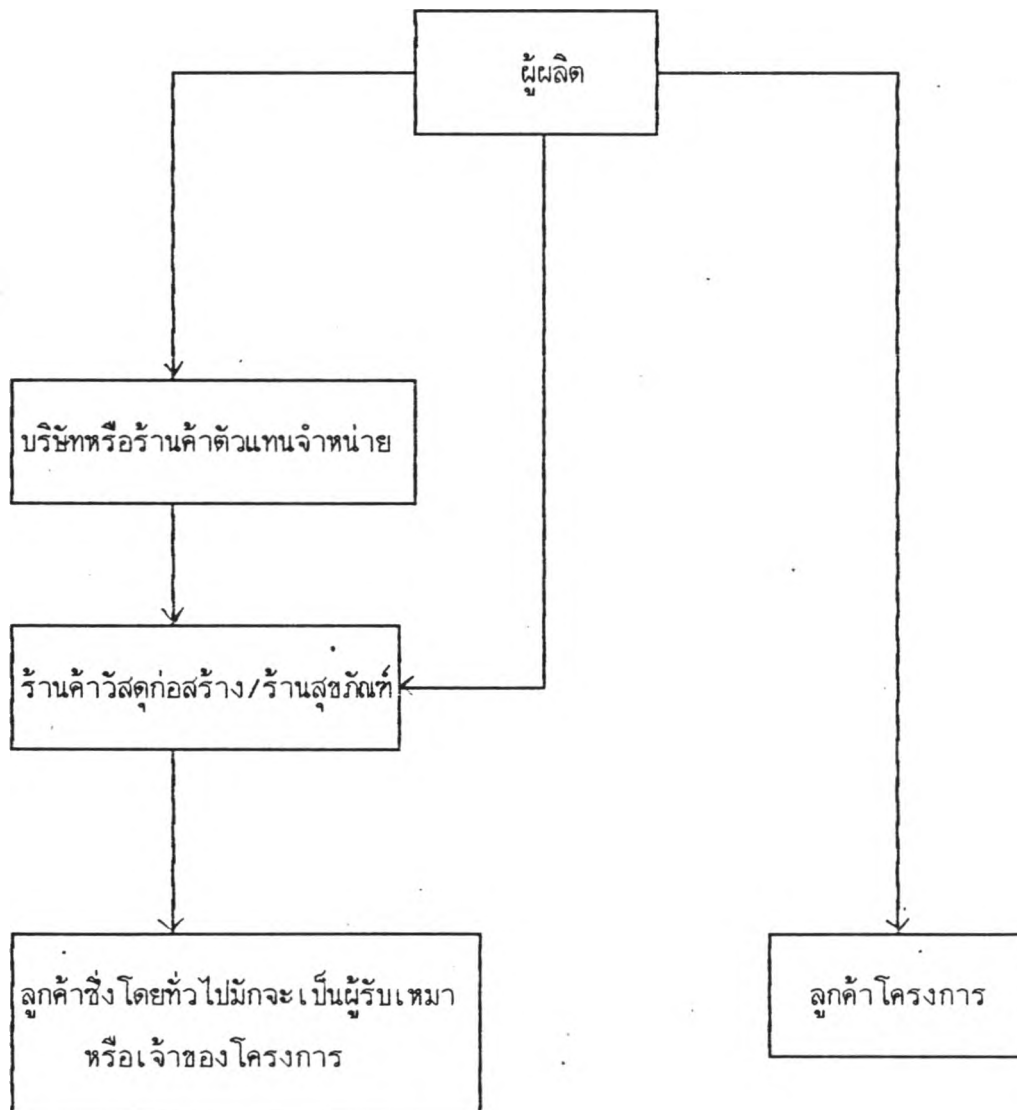 ผู้ผลิต
บริษัทหรือร้านค้าตัวแทนจำหน่าย
ร้านค้าวัสดุก่อสร้าง/ร้านสุขภัณฑ์
ลูกค้าซึ่งโดยทั่วไปมักจะเป็นผู้รับเหมา
หรือเจ้าของโครงการ
ลูกค้าโครงการ